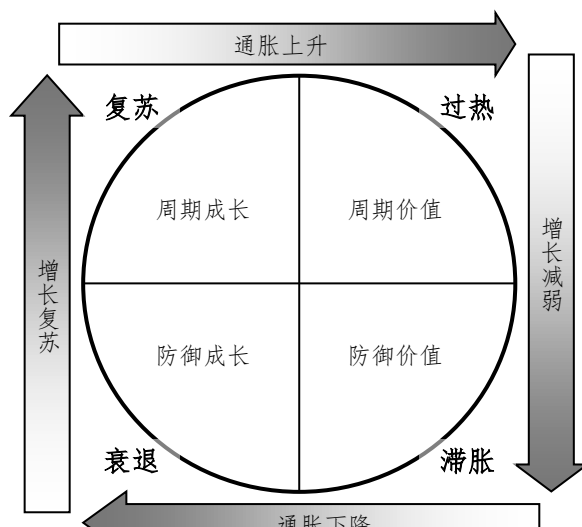 通胀上升
复苏
过热
周期成长
周期价值
增长复苏
增长减弱
防御成长
防御价值
衰退
滞胀
通胀下降